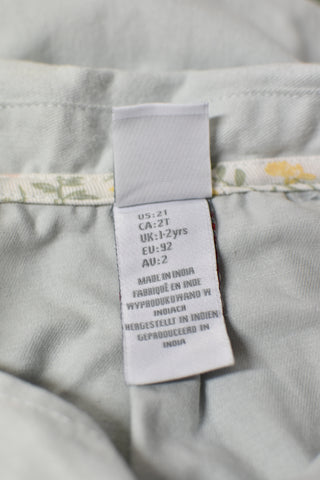 US:2T
CA:2T
UK:1-2yrs
EU:92
AU:2
MADE IN INDIA
FABRIQUÉ EN INDE
WYPRODUKOWANO W
INDIACH
HERGESTELLT IN INDIEN
GEPRODUCEERD IN
INDIA